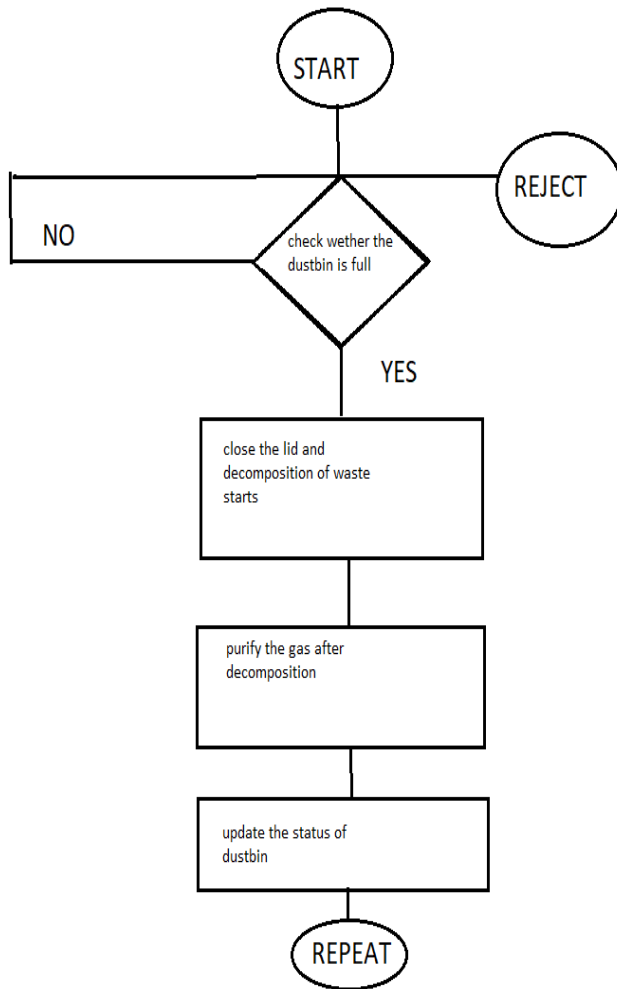 START
REJECT
check wether the
dustbin is full
NO
YES
close the lid and
decomposition of waste
starts
purify the gas after
decomposition
update the status of
dustbin
REPEAT